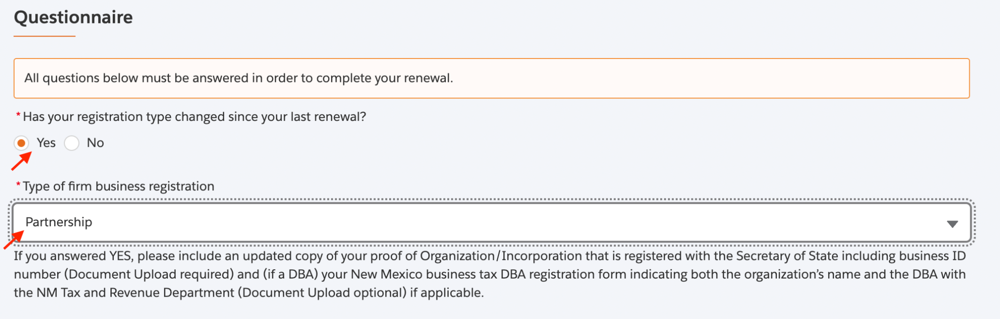 Questionnaire
All questions below must be answered in order to complete your renewal.
*Has your registration type changed since your last renewal?
Yes No
*Type of firm business registration
Partnership
If you answered YES, please include an updated copy of your proof of Organization/Incorporation that is registered with the Secretary of State including business ID
number (Document Upload required) and (if a DBA) your New Mexico business tax DBA registration form indicating both the organization’s name and the DBA with
the NM Tax and Revenue Department (Document Upload optional) if applicable.